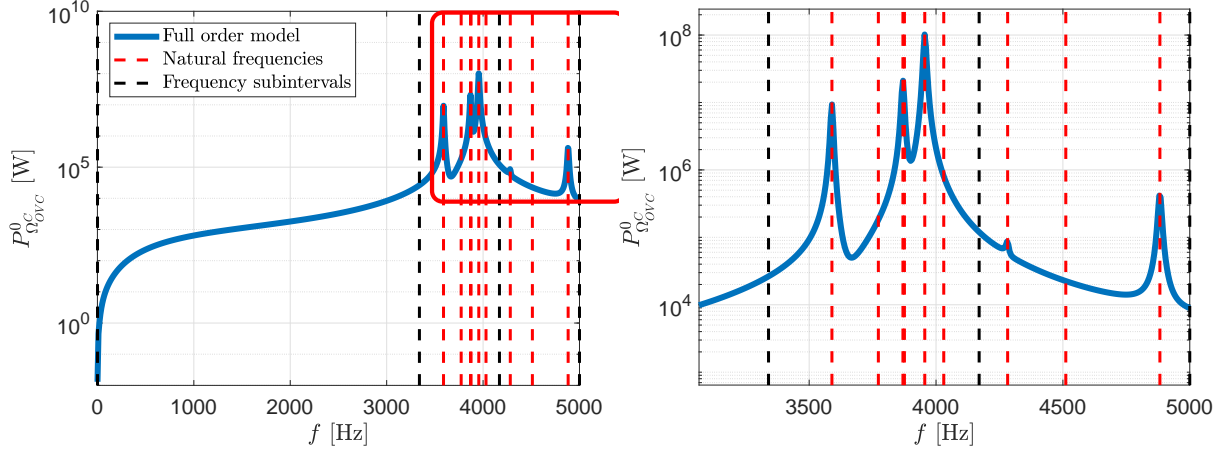 10^10
10^5
10^0
P^0_{Ω^C_{OVC}} [W]
Full order model
Natural frequencies
Frequency subintervals
0 1000 2000 3000 4000 5000
f [Hz]
10^8
10^6
10^4
P^0_{Ω^C_{OVC}} [W]
3500 4000 4500 5000
f [Hz]